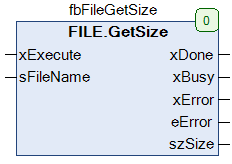 fbFileGetSize
0
FILE.GetSize
xExecute xDone
sFileName xBusy
xError
eError
szSize